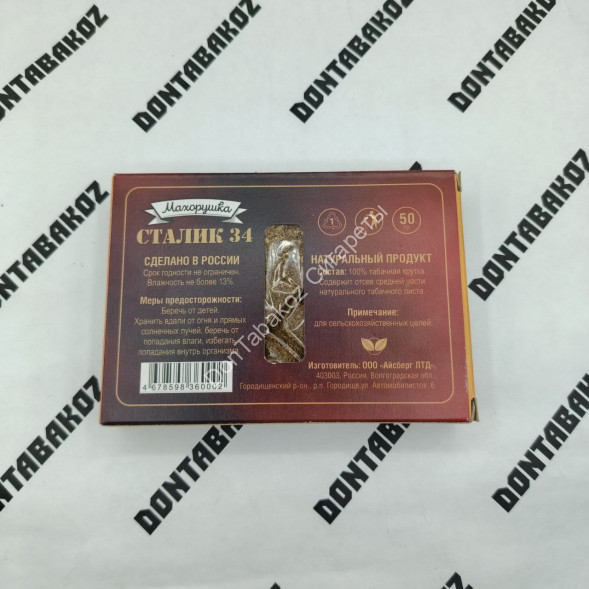 DONTABAKOZ
DONTABAKOZ
DONTABAKOZ
DONTABAKOZ
DONTABAKOZ
Махорушка
СТАЛИК 34
СДЕЛАНО В РОССИИ
Срок годности не ограничен.
Влажность не более 13%.
Меры предосторожности:
Беречь от детей.
Хранить вдали от огня и прямых
солнечных лучей, беречь от
попадания влаги, избегать
попадания внутрь организма.
4 678598 360002
1
50
НАТУРАЛЬНЫЙ ПРОДУКТ
Состав: 100% табачная крупка.
Содержит отсев средней части
натурального табачного листа.
Примечание:
для сельскохозяйственных целей.
Изготовитель: ООО «Айсберг ЛТД»,
403003, Россия, Волгоградская обл.,
Городищенский р-он., р.п. Городище,ул. Автомобилистов, 6
ДонТабакоz Сигареты
DONTABAKOZ
DONTABAKOZ
DONTABAKOZ
DONTABAKOZ